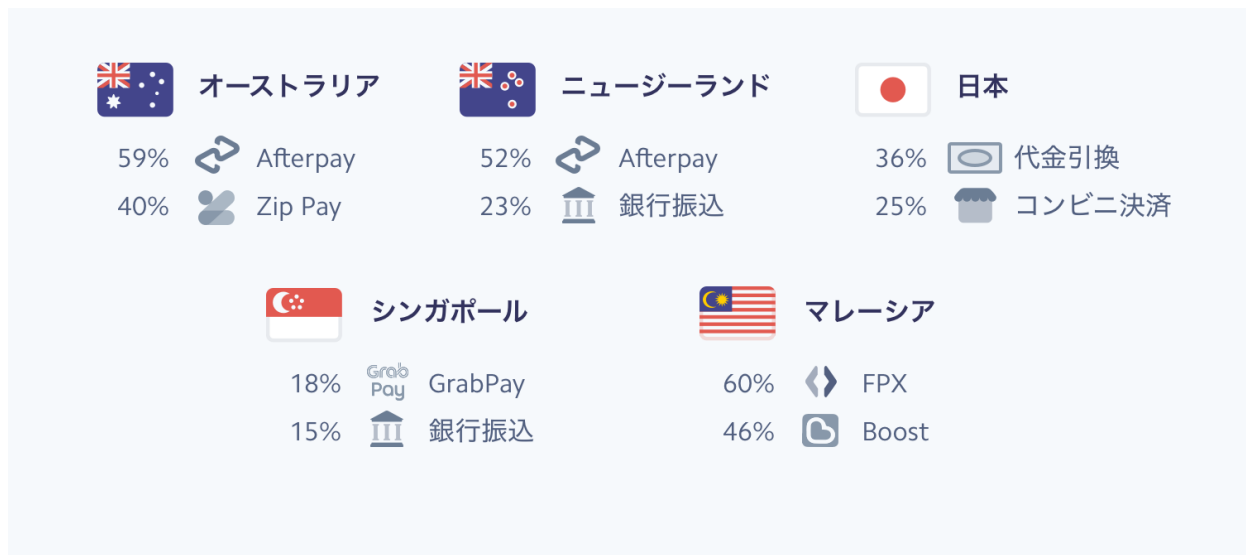 オーストラリア
59% Afterpay
40% Zip Pay
ニュージーランド
52% Afterpay
23% 銀行振込
日本
36% 代金引換
25% コンビニ決済
シンガポール
18% Grab Pay GrabPay
15% 銀行振込
マレーシア
60% FPX
46% Boost